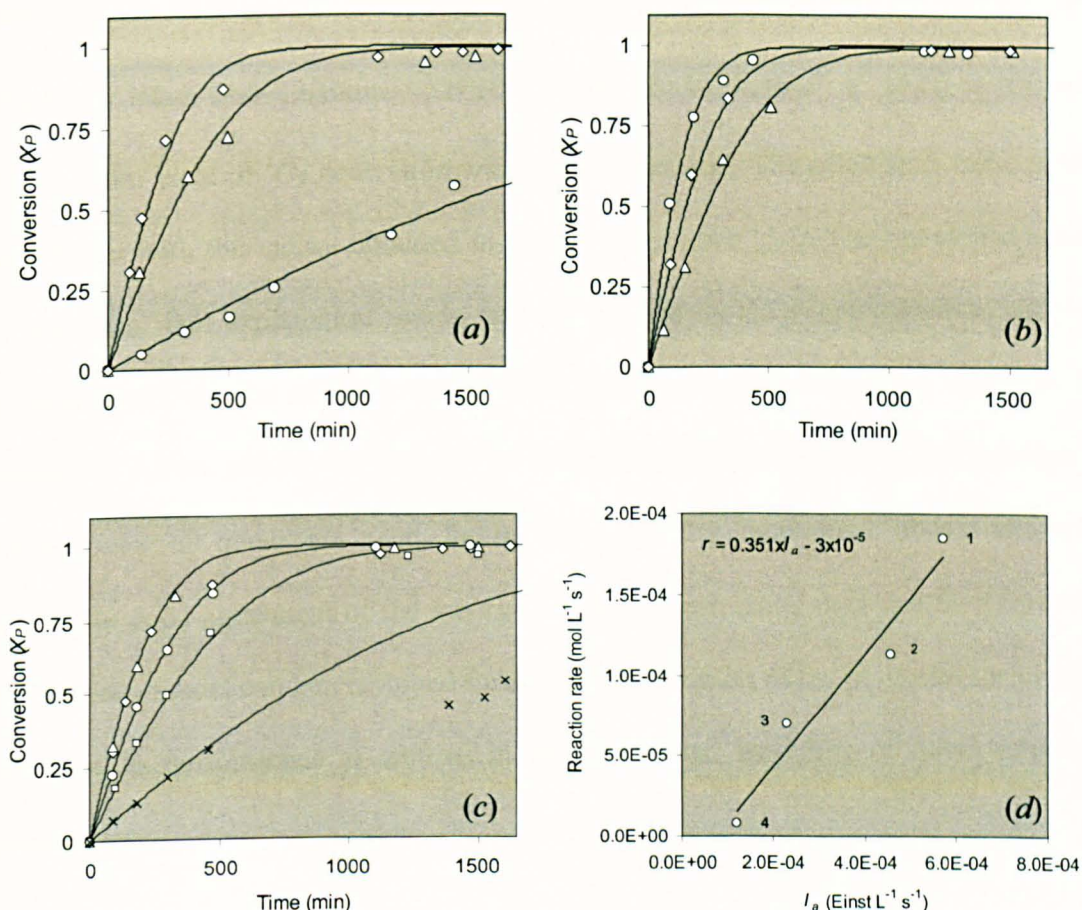 1
0.75
0.5
0.25
0
Conversion (XP)
(a)
0 500 1000 1500
Time (min)
1
0.75
0.5
0.25
0
Conversion (XP)
(b)
0 500 1000 1500
Time (min)
1
0.75
0.5
0.25
0
Conversion (XP)
(c)
0 500 1000 1500
Time (min)
2.0E-04
1.5E-04
1.0E-04
5.0E-05
0.0E+00
Reaction rate (mol L-1 s-1)
r = 0.351xIa - 3x10-5
1
2
3
4
(d)
0.0E+00 2.0E-04 4.0E-04 6.0E-04 8.0E-04
Ia (Einst L-1 s-1)